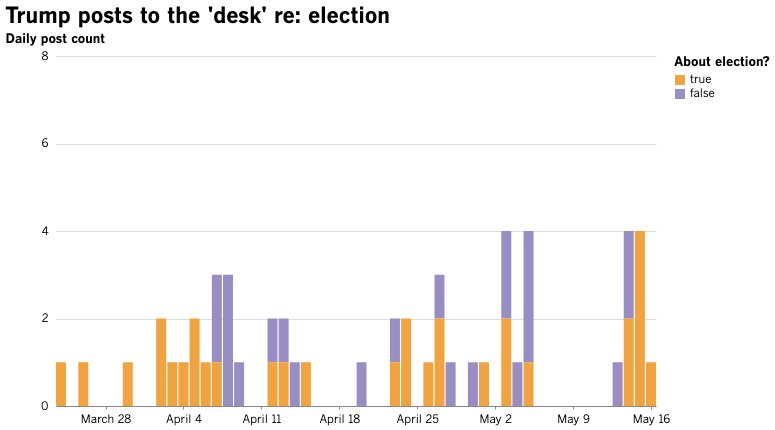 Trump posts to the 'desk' re: election
Daily post count
8
6
4
2
0
March 28 April 4 April 11 April 18 April 25 May 2 May 9 May 16
About election?
true
false